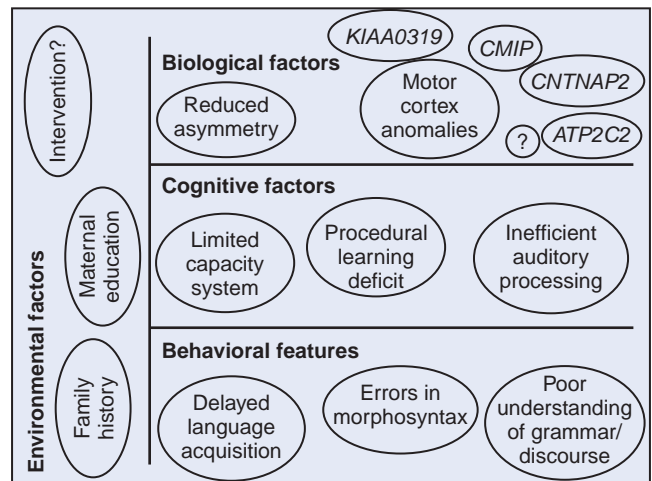 Environmental factors
Intervention?
Maternal
education
Family
history
Biological factors
KIAA0319
CMIP
CNTNAP2
Reduced
asymmetry
Motor
cortex
anomalies
?
ATP2C2
Cognitive factors
Limited
capacity
system
Procedural
learning
deficit
Inefficient
auditory
processing
Behavioral features
Delayed
language
acquisition
Errors in
morphosyntax
Poor
understanding
of grammar/
discourse